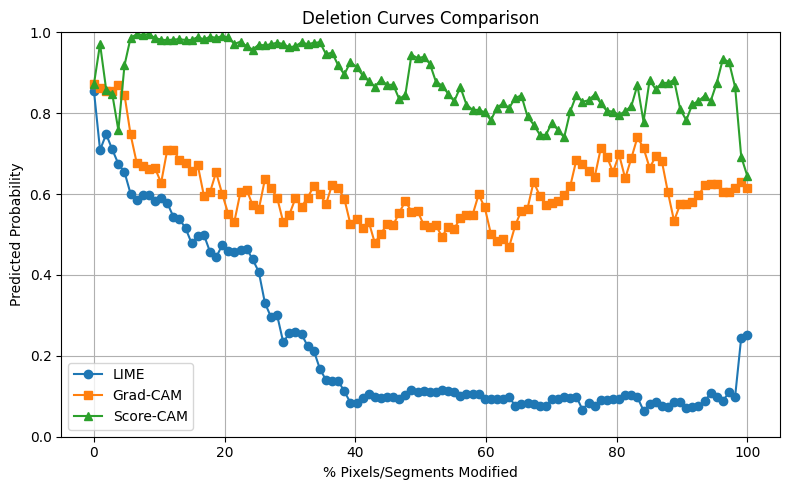 Deletion Curves Comparison
Predicted Probability
1.0
0.8
0.6
0.4
0.2
0.0
LIME
Grad-CAM
Score-CAM
0 20 40 60 80 100
% Pixels/Segments Modified